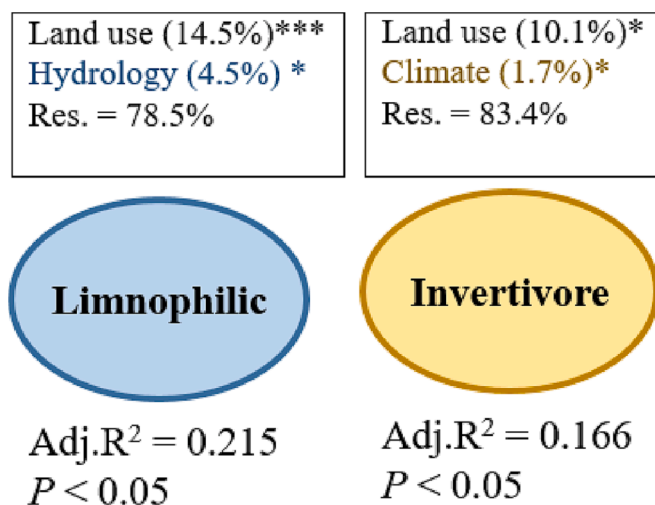 Land use (14.5%)***
Hydrology (4.5%) *
Res. = 78.5%
Land use (10.1%)*
Climate (1.7%)*
Res. = 83.4%
Limnophilic
Invertivore
Adj.R² = 0.215
P < 0.05
Adj.R² = 0.166
P < 0.05